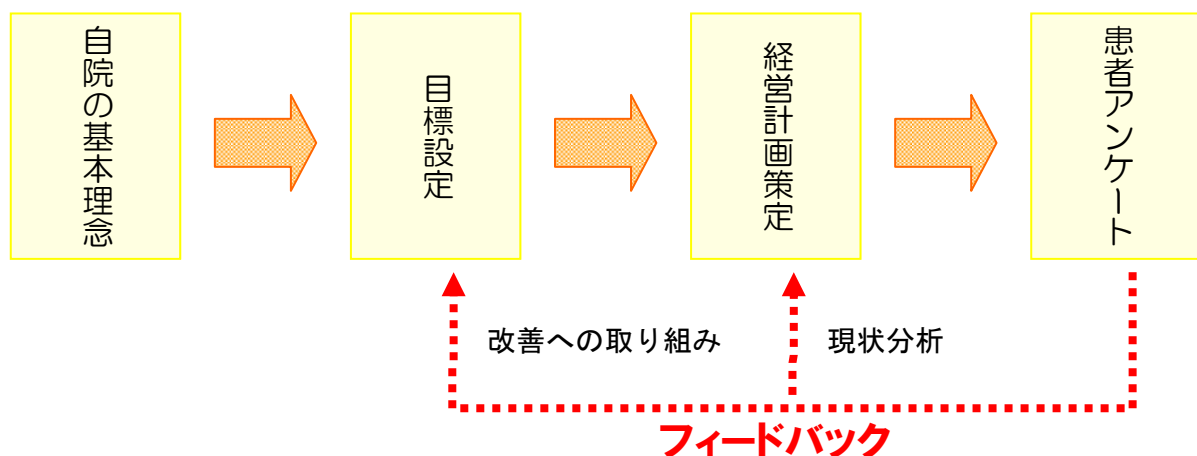 自院の基本理念
目標設定
経営計画策定
患者アンケート
改善への取り組み
現状分析
フィードバック